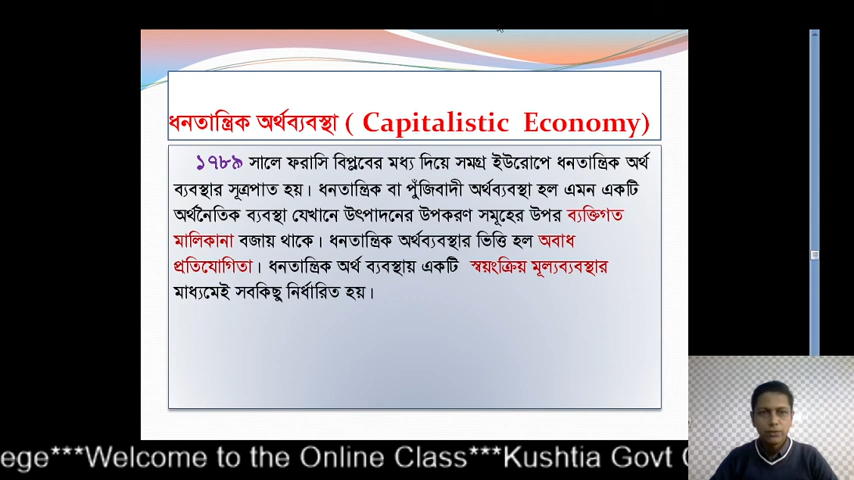 ধনতান্ত্রিক অর্থব্যবস্থা ( Capitalistic Economy)
১৭৮৯ সালে ফরাসি বিপ্লবের মধ্য দিয়ে সমগ্র ইউরোপে ধনতান্ত্রিক অর্থ
ব্যবস্থার সূত্রপাত হয়। ধনতান্ত্রিক বা পুঁজিবাদী অর্থব্যবস্থা হল এমন একটি
অর্থনৈতিক ব্যবস্থা যেখানে উৎপাদনের উপকরণ সমূহের উপর ব্যক্তিগত
মালিকানা বজায় থাকে। ধনতান্ত্রিক অর্থব্যবস্থার ভিত্তি হল অবাধ
প্রতিযোগিতা। ধনতান্ত্রিক অর্থ ব্যবস্থায় একটি স্বয়ংক্রিয় মূল্যব্যবস্থার
মাধ্যমেই সবকিছু নির্ধারিত হয়।
ege***Welcome to the Online Class***Kushtia Govt